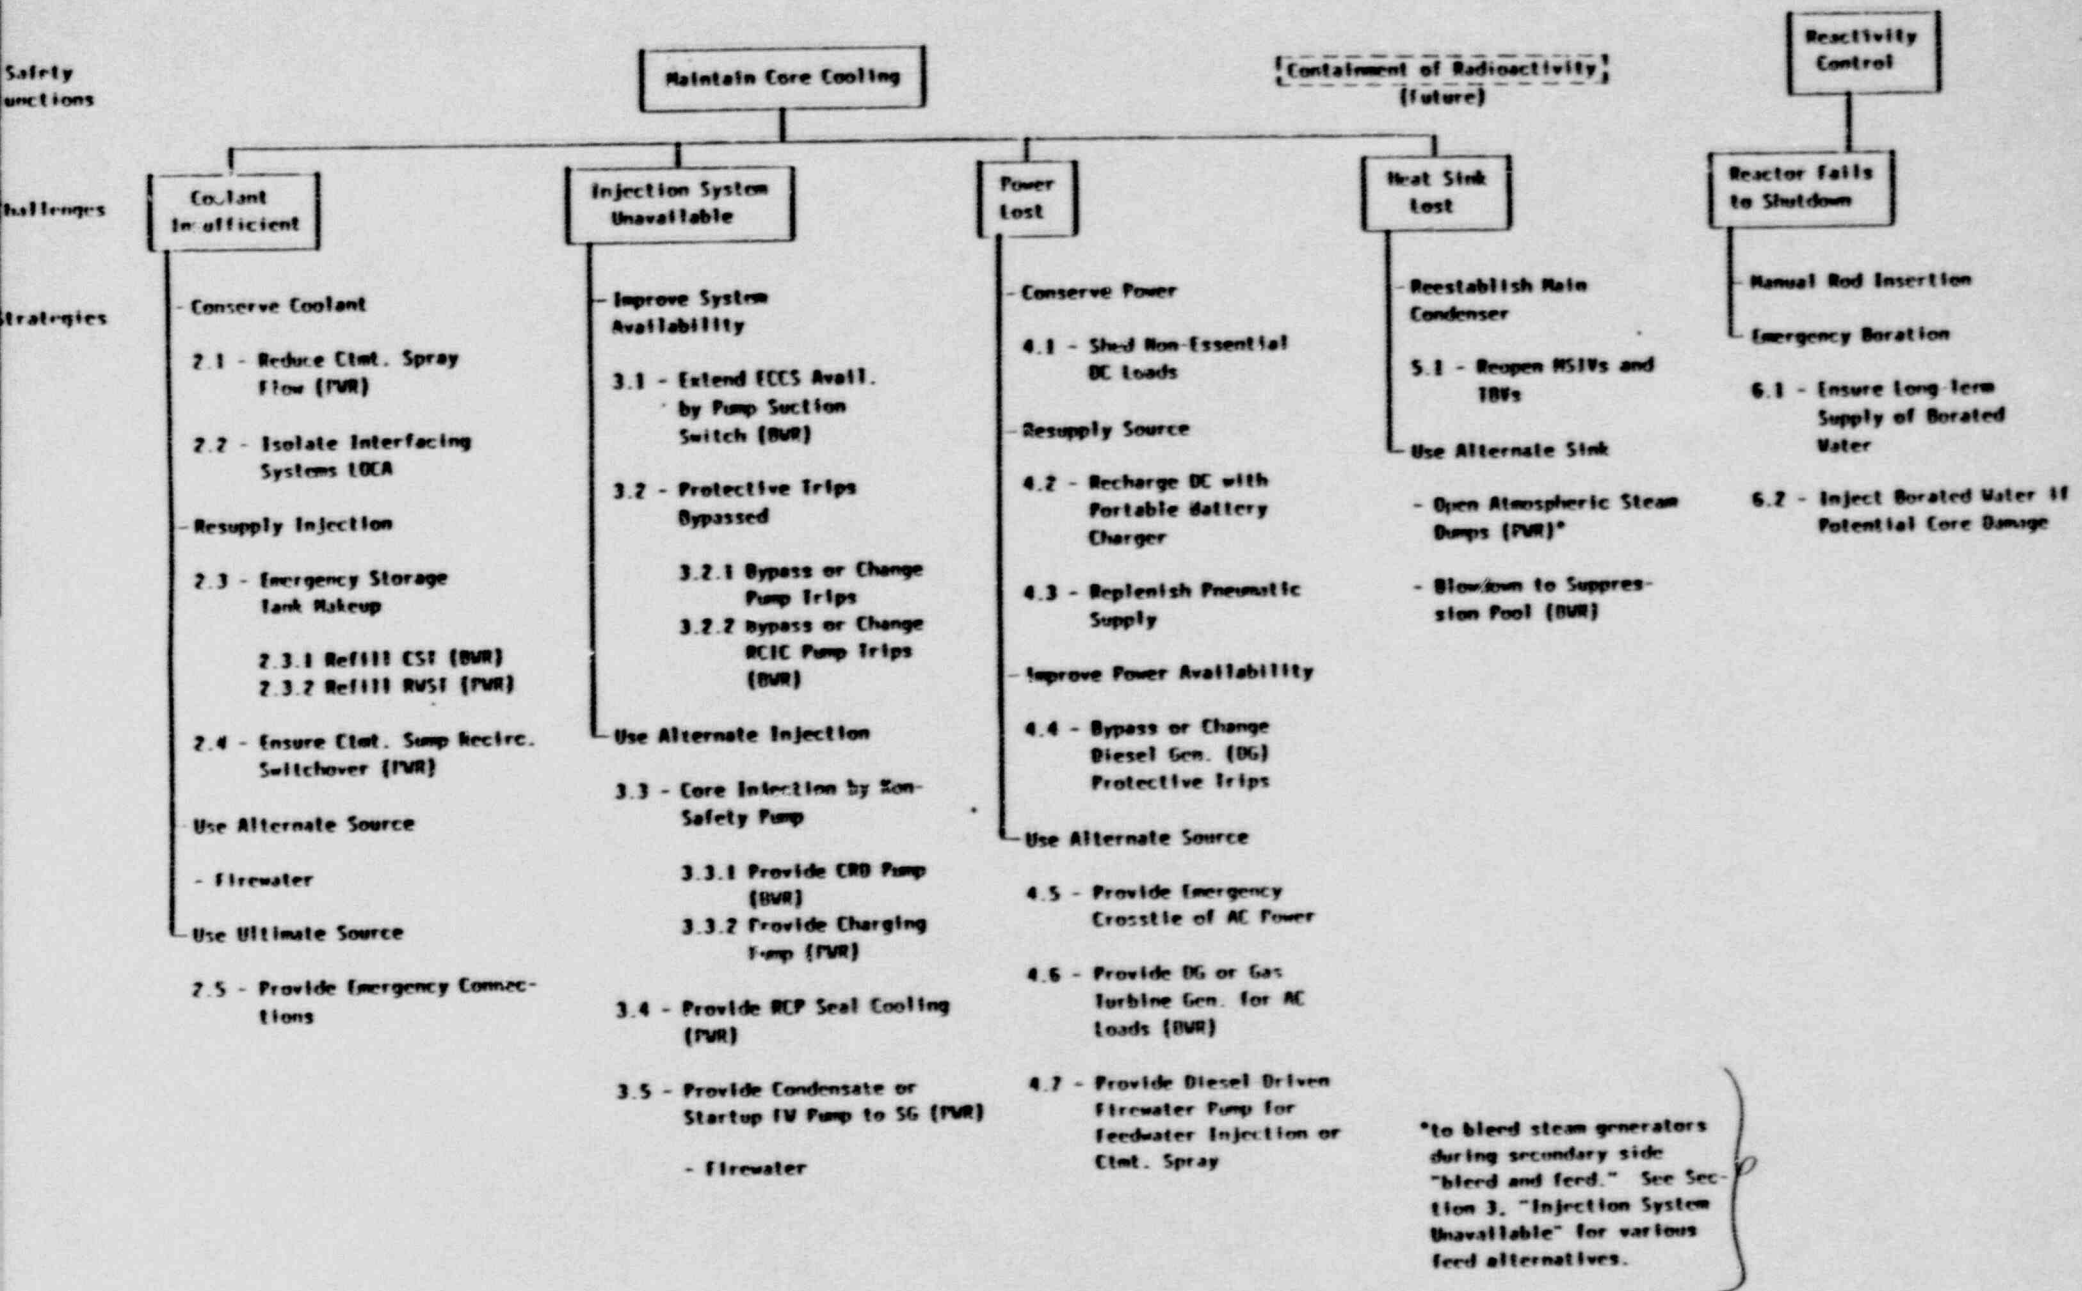 Safety
unctions
Maintain Core Cooling
Containment of Radioactivity
(future)
Reactivity
Control
hallenges
Coolant
Insufficient
Injection System
Unavailable
Power
Lost
Heat Sink
Lost
Reactor Fails
to Shutdown
Strategies
- Conserve Coolant
2.1 - Reduce Ctmt. Spray
Flow (PWR)
2.2 - Isolate Interfacing
Systems LOCA
- Resupply Injection
2.3 - Emergency Storage
Tank Makeup
2.3.1 Refill CST (BWR)
2.3.2 Refill RWST (PWR)
2.4 - Ensure Ctmt. Sump Recirc.
Switchover (PWR)
Use Alternate Source
- Firewater
Use Ultimate Source
2.5 - Provide Emergency Connec-
tions
- Improve System
Availability
3.1 - Extend ECCS Avail.
by Pump Suction
Switch (BWR)
3.2 - Protective Trips
Bypassed
3.2.1 Bypass or Change
Pump Trips
3.2.2 Bypass or Change
RCIC Pump Trips
(BWR)
Use Alternate Injection
3.3 - Core Injection by Non-
Safety Pump
3.3.1 Provide CRD Pump
(BWR)
3.3.2 Provide Charging
Pump (PWR)
3.4 - Provide RCP Seal Cooling
(PWR)
3.5 - Provide Condensate or
Startup FW Pump to SG (PWR)
- Firewater
- Conserve Power
4.1 - Shed Non-Essential
DC Loads
- Resupply Source
4.2 - Recharge DC with
Portable Battery
Charger
4.3 - Replenish Pneumatic
Supply
- Improve Power Availability
4.4 - Bypass or Change
Diesel Gen. (DG)
Protective Trips
Use Alternate Source
4.5 - Provide Emergency
Crosstie of AC Power
4.6 - Provide DG or Gas
Turbine Gen. for AC
Loads (BWR)
4.7 - Provide Diesel Driven
Firewater Pump for
Feedwater Injection or
Ctmt. Spray
- Reestablish Main
Condenser
5.1 - Reopen MSIVs and
TBVs
Use Alternate Sink
- Open Atmospheric Steam
Dumps (PWR)*
- Blowdown to Suppres-
sion Pool (BWR)
- Manual Rod Insertion
Emergency Boration
6.1 - Ensure Long-Term
Supply of Borated
Water
6.2 - Inject Borated Water if
Potential Core Damage
*to bleed steam generators
during secondary side
"bleed and feed." See Sec-
tion 3, "Injection System
Unavailable" for various
feed alternatives.